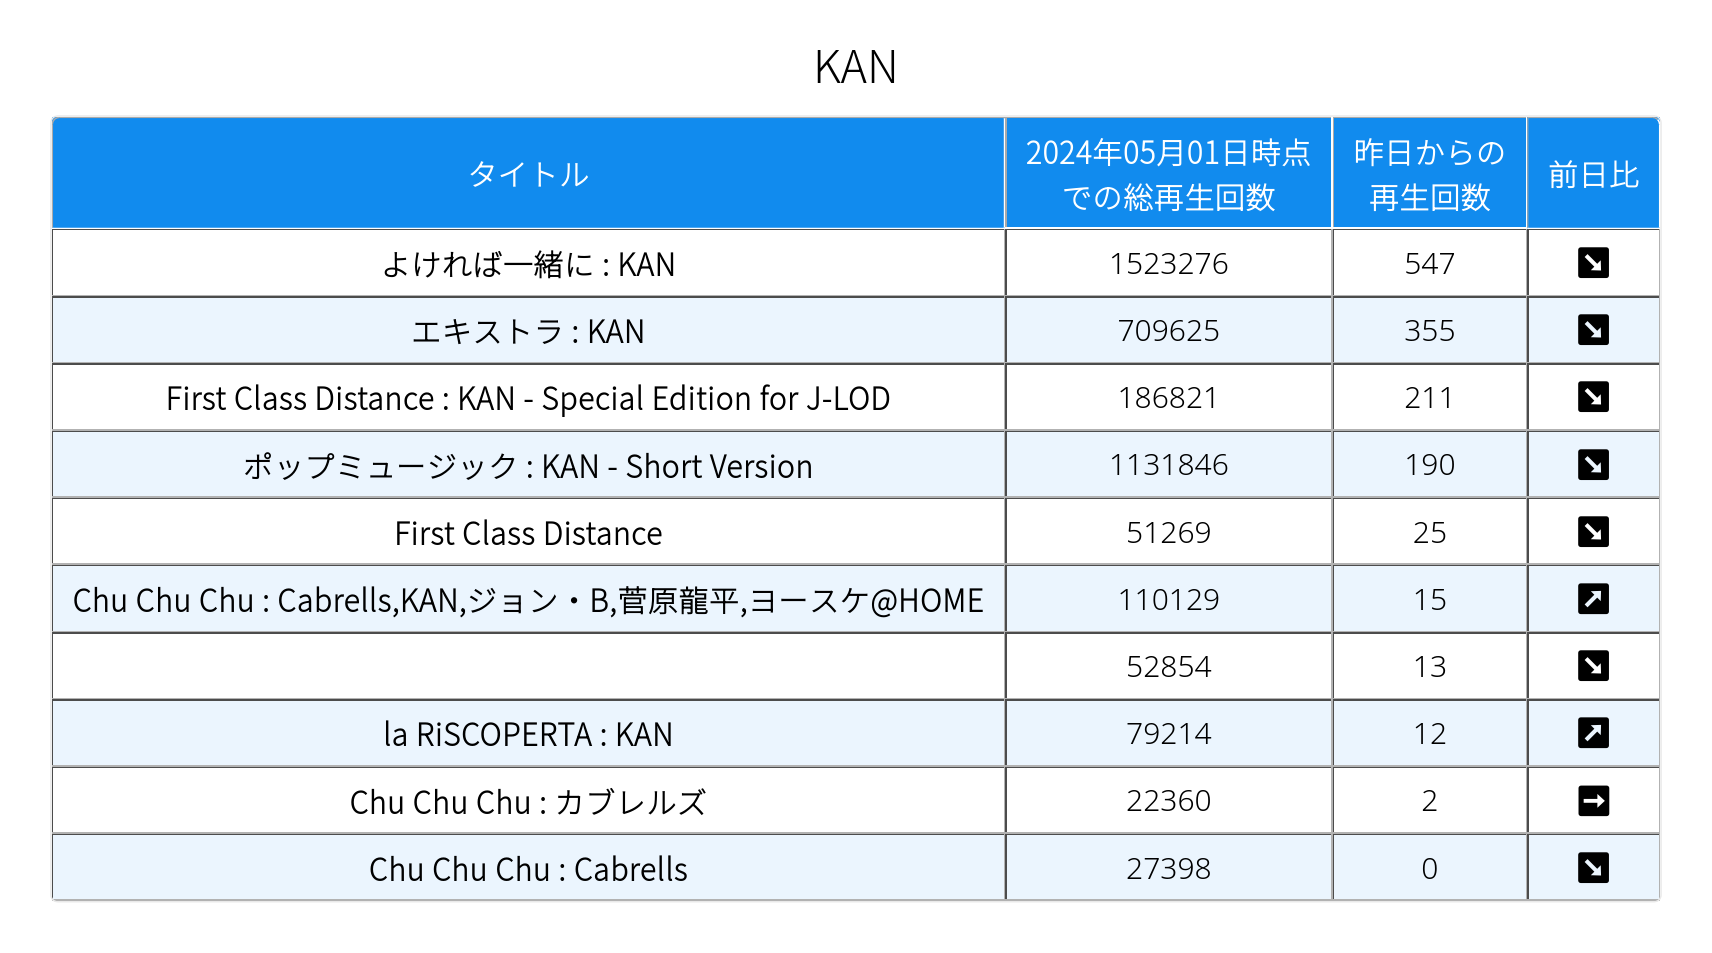 KAN
タイトル 2024年05月01日時点での総再生回数 昨日からの再生回数 前日比
よければ一緒に : KAN 1523276 547 ↘
エキストラ : KAN 709625 355 ↘
First Class Distance : KAN - Special Edition for J-LOD 186821 211 ↘
ポップミュージック : KAN - Short Version 1131846 190 ↘
First Class Distance 51269 25 ↘
Chu Chu Chu : Cabrells,KAN,ジョン・B,菅原龍平,ヨースケ@HOME 110129 15 ↗
52854 13 ↘
la RiSCOPERTA : KAN 79214 12 ↗
Chu Chu Chu : カブレルズ 22360 2 →
Chu Chu Chu : Cabrells 27398 0 ↘